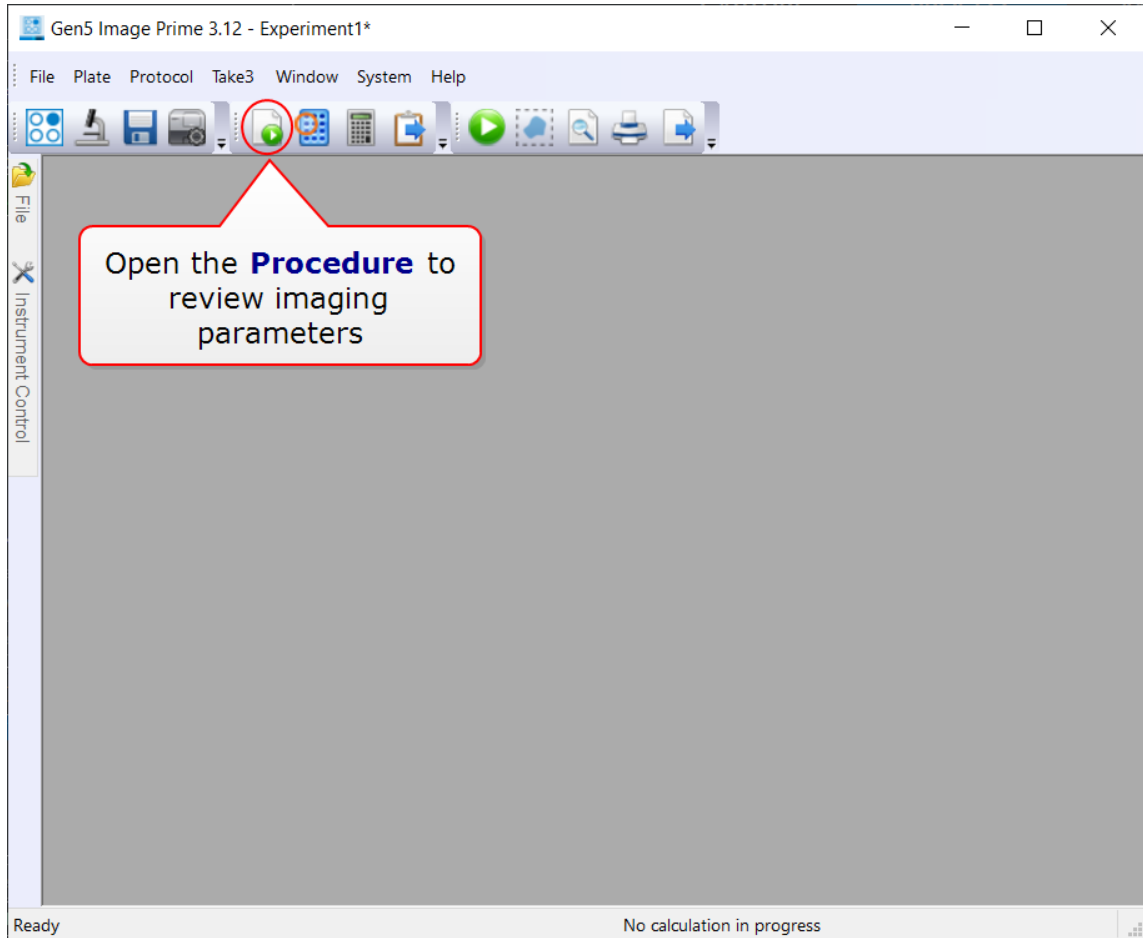 Gen5 Image Prime 3.12 - Experiment1*
File Plate Protocol Take3 Window System Help
File
Instrument Control
Open the Procedure to
review imaging
parameters
Ready No calculation in progress